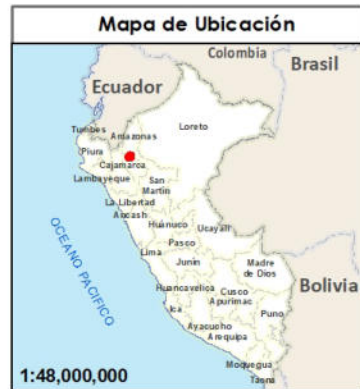 Mapa de Ubicación
Colombia
Ecuador
Brasil
Tumbes
Amazonas
Loreto
Piura
Cajamarca
Lambayeque
San
Martín
La Libertad
Ancash
Huánuco
Ucayali
Pasco
OCEANO PACIFICO
Lima
Junín
Madre
de Dios
Bolivia
Huancavelica
Cusco
Apurimac
Ica
Puno
Ayacucho
Arequipa
Moquegua
Tacna
1:48,000,000